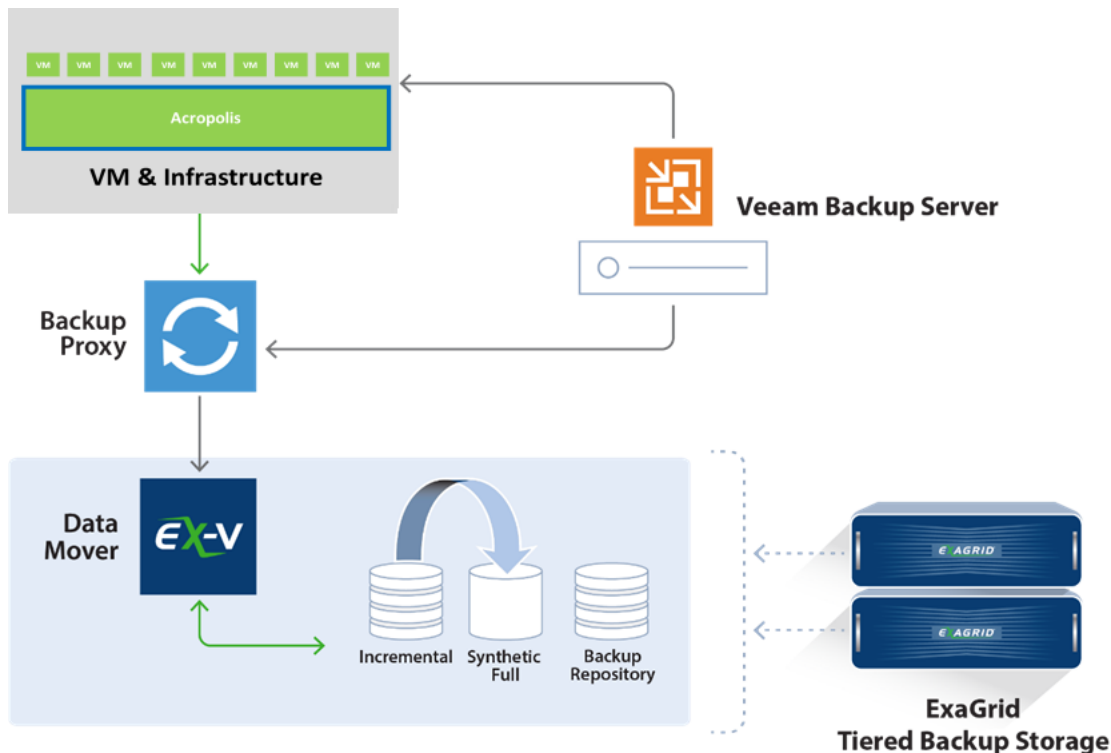 VM VM VM VM VM VM VM VM VM
Acropolis
VM & Infrastructure
Veeam Backup Server
Backup
Proxy
Data
Mover
EX-V
Incremental
Synthetic
Full
Backup
Repository
EXAGRID
EXAGRID
ExaGrid
Tiered Backup Storage